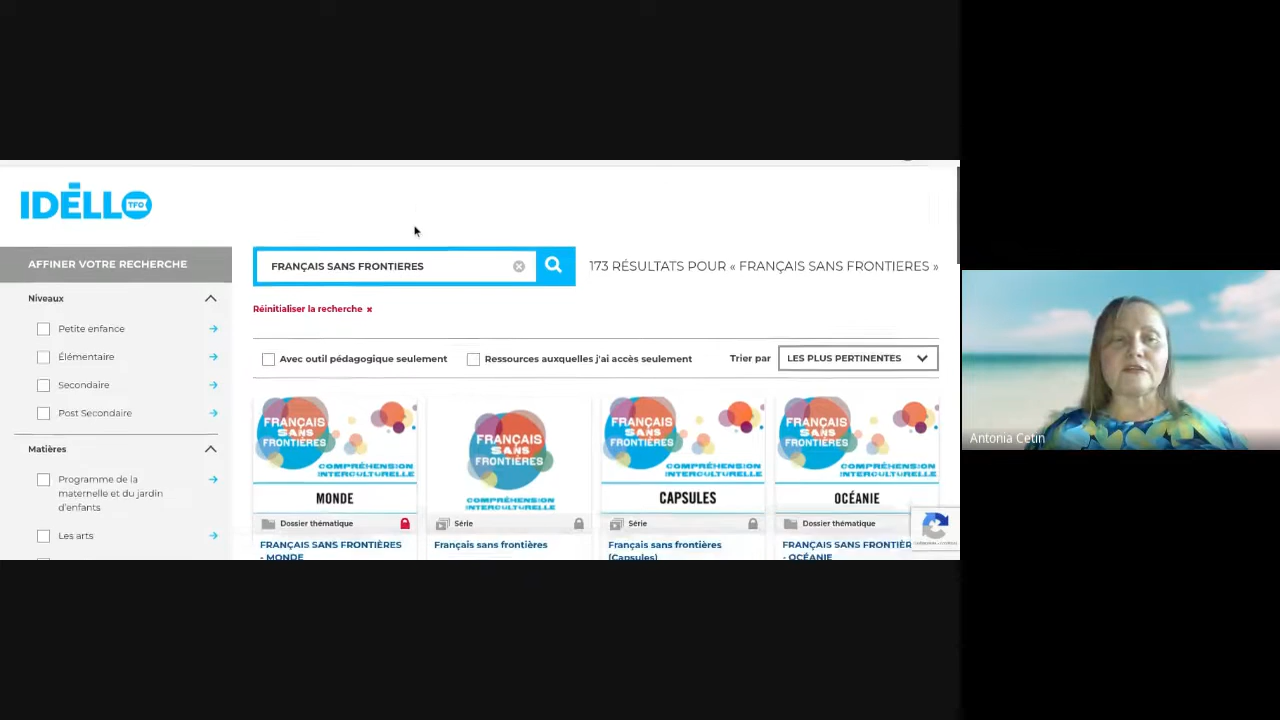 IDÉLLO
TFO
AFFINER VOTRE RECHERCHE
Niveaux
Petite enfance
Élémentaire
Secondaire
Post Secondaire
Matières
Programme de la
maternelle et du jardin
d'enfants
Les arts
FRANÇAIS SANS FRONTIERES
173 RÉSULTATS POUR « FRANÇAIS SANS FRONTIERES »
Réinitialiser la recherche ×
Avec outil pédagogique seulement
Ressources auxquelles j'ai accès seulement
Trier par
LES PLUS PERTINENTES
FRANÇAIS
SANS
FRONTIÈRES
COMPRÉHENSION
INTERCULTURELLE
MONDE
Dossier thématique
FRANÇAIS SANS FRONTIÈRES
- MONDE
FRANÇAIS
SANS
FRONTIÈRES
COMPRÉHENSION
INTERCULTURELLE
Série
Français sans frontières
FRANÇAIS
SANS
FRONTIÈRES
COMPRÉHENSION
INTERCULTURELLE
CAPSULES
Série
Français sans frontières
(Capsules)
FRANÇAIS
SANS
FRONTIÈRES
COMPRÉHENSION
INTERCULTURELLE
OCÉANIE
Dossier thématique
FRANÇAIS SANS FRONTIÈR
- OCÉANIE
Antonia Cetin